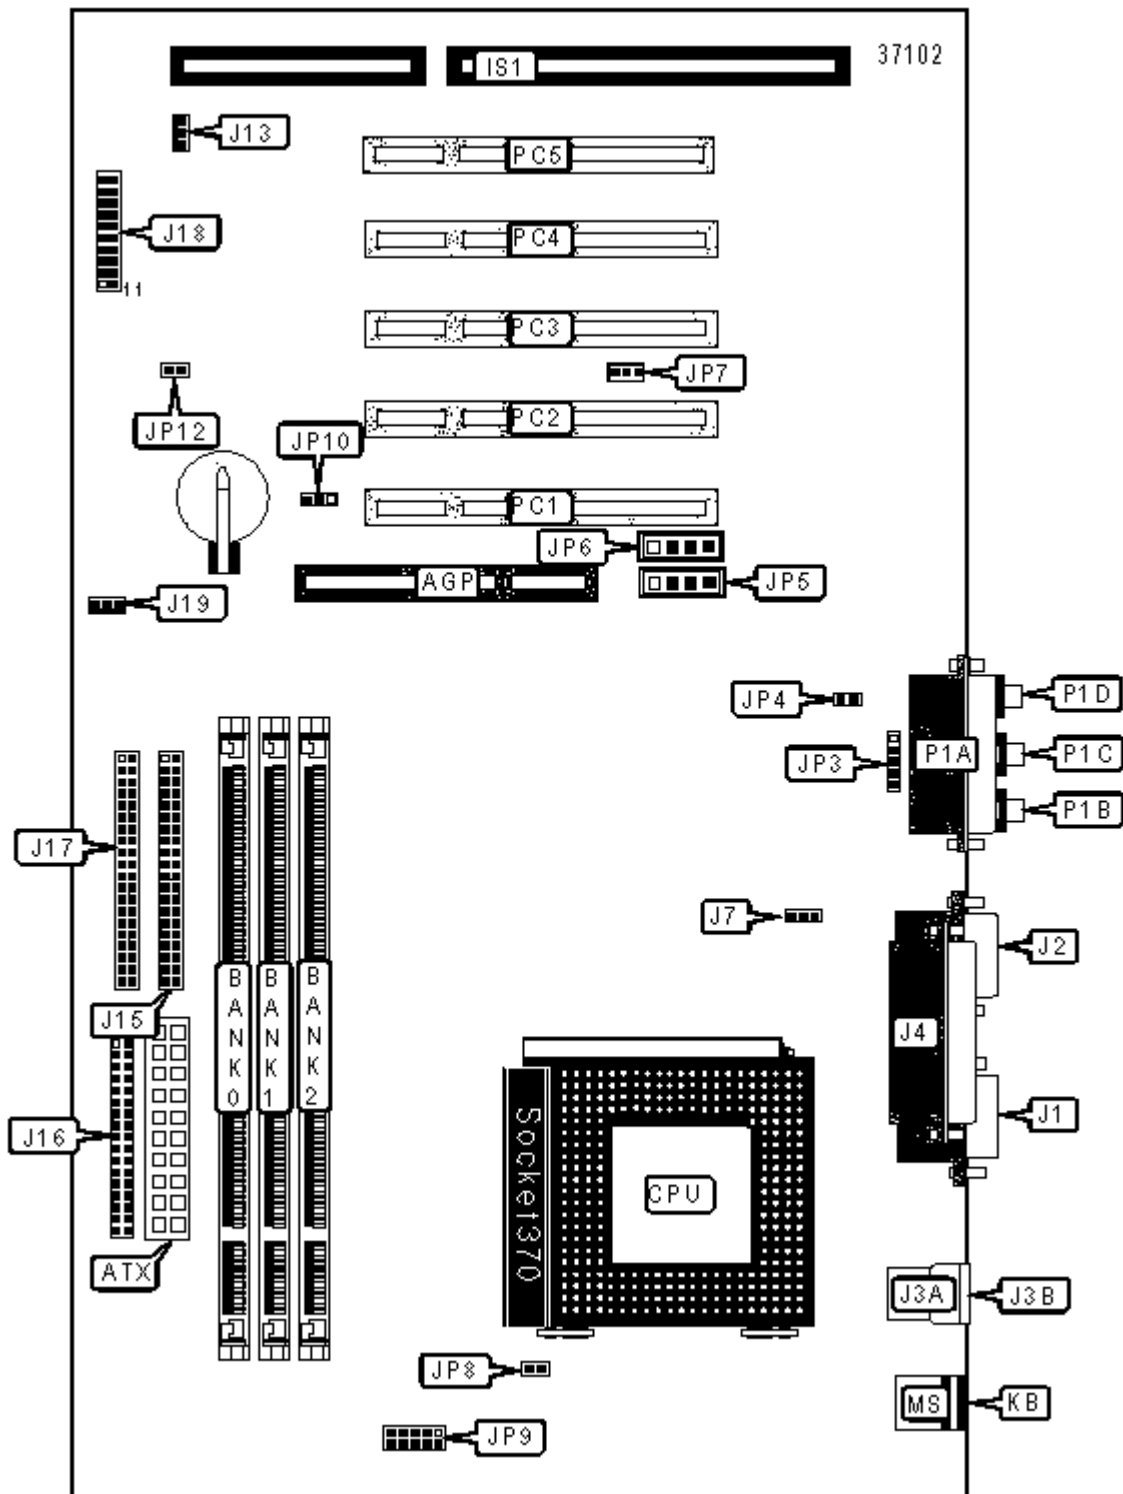 37102
IS1
J13
PC5
J18
11
PC4
PC3
JP7
JP12
PC2
JP10
PC1
JP6
AGP
JP5
J19
JP4
P1D
P1A
P1C
JP3
P1B
J17
J7
J2
J15
BANK0
BANK1
BANK2
J4
J16
J1
Socket370
CPU
ATX
J3A
J3B
JP8
MS
KB
JP9